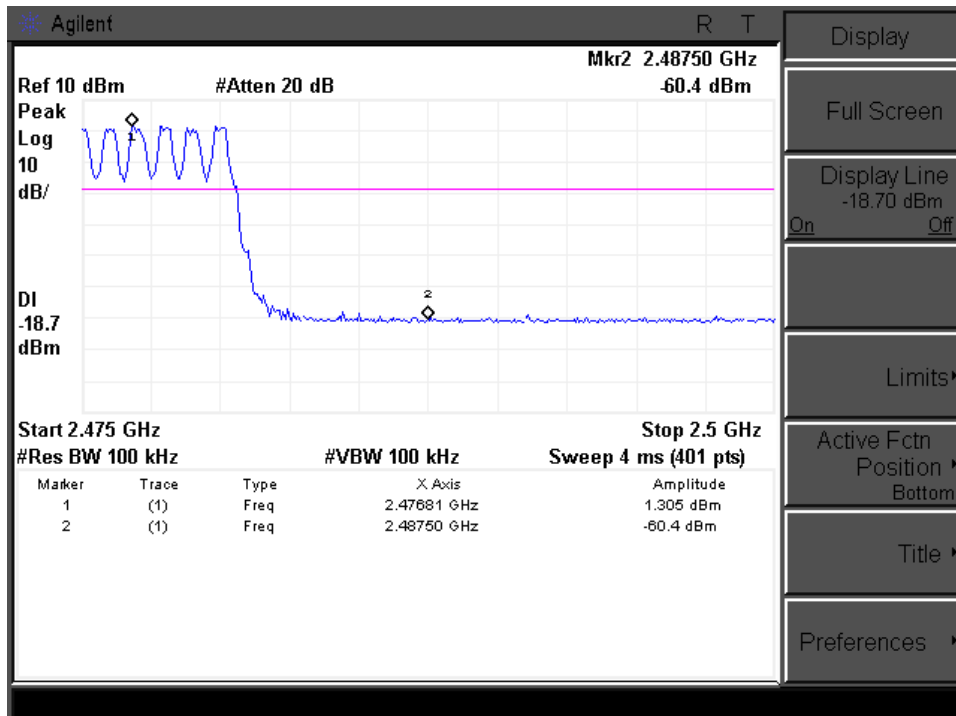 Agilent R T
Mkr2 2.48750 GHz
Ref 10 dBm #Atten 20 dB -60.4 dBm
Peak
Log
10
dB/
1
2
DI
-18.7
dBm
Start 2.475 GHz Stop 2.5 GHz
#Res BW 100 kHz #VBW 100 kHz Sweep 4 ms (401 pts)
Marker Trace Type X Axis Amplitude
1 (1) Freq 2.47681 GHz 1.305 dBm
2 (1) Freq 2.48750 GHz -60.4 dBm
Display
Full Screen
Display Line
-18.70 dBm
On Off
Limits
Active Fctn
Position
Bottom
Title
Preferences